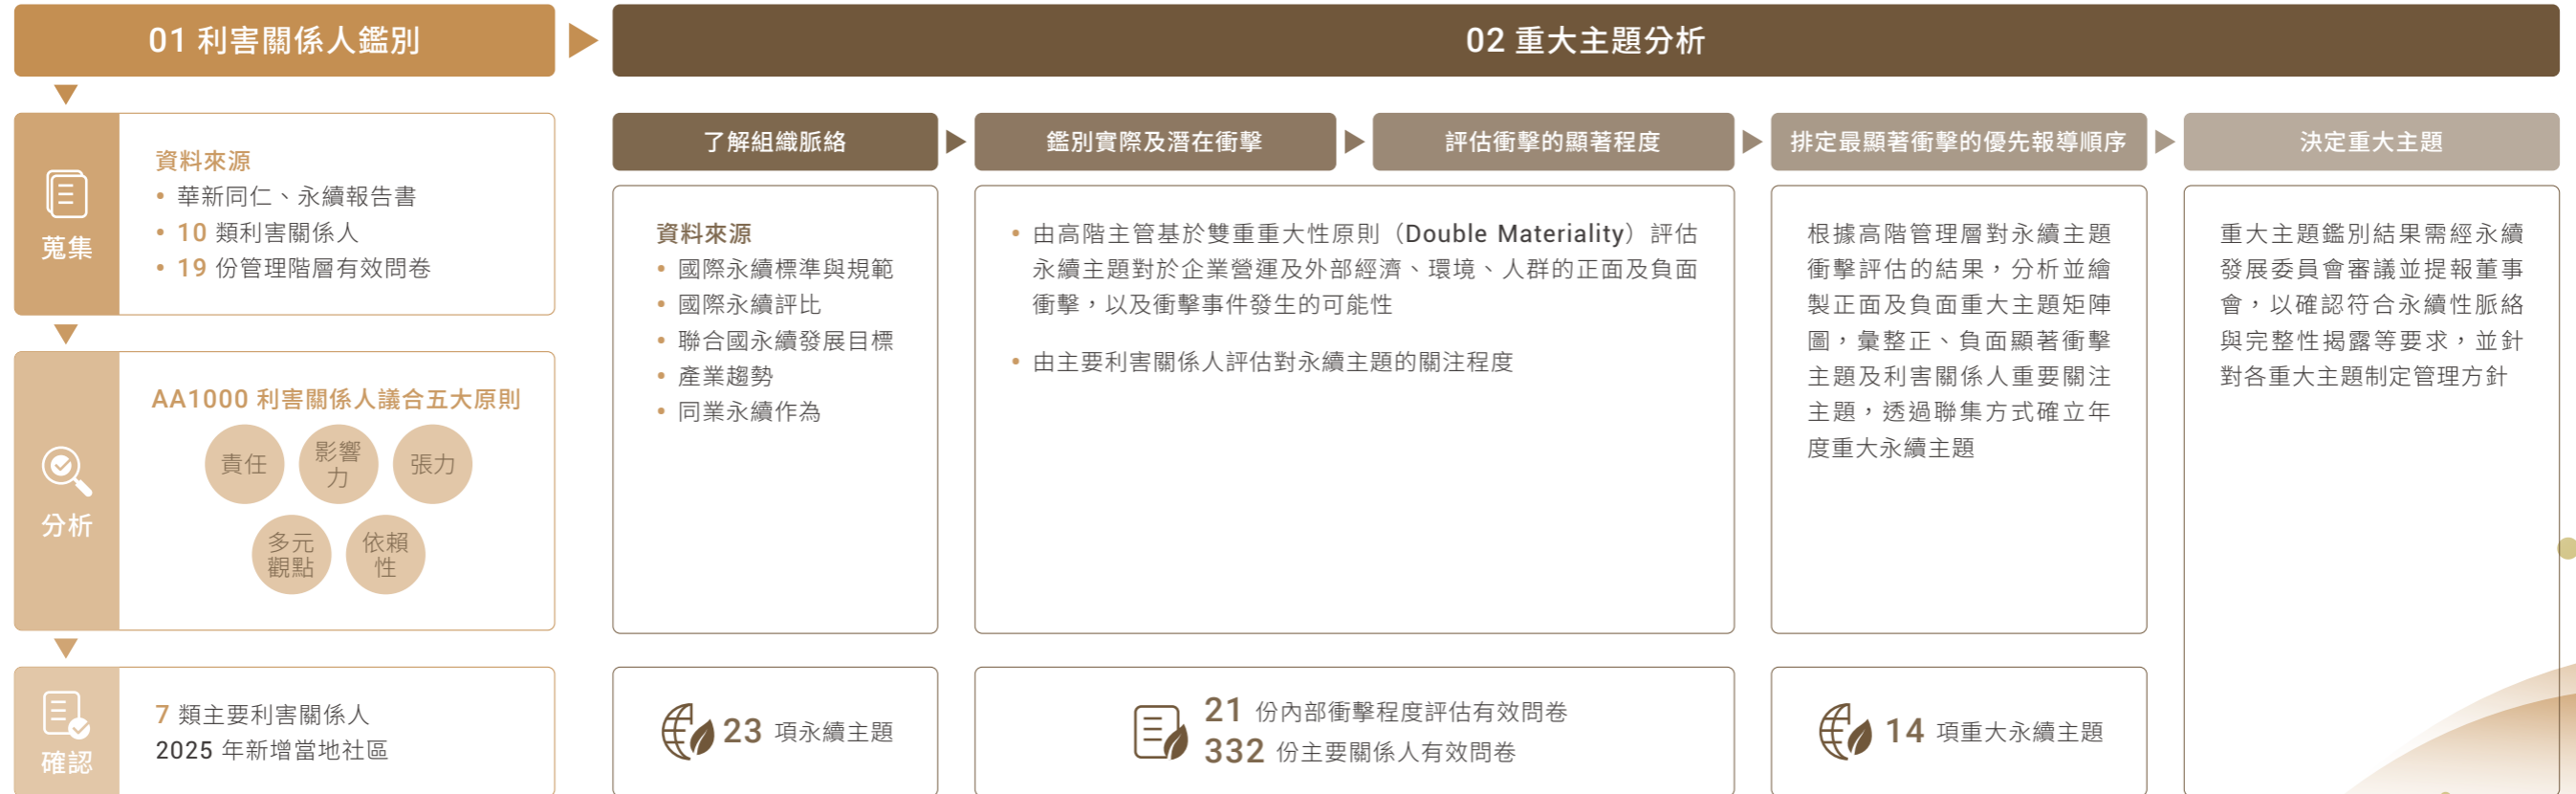 01 利害關係人鑑別
蒐集
資料來源
• 華新同仁、永續報告書
• 10 類利害關係人
• 19 份管理階層有效問卷
分析
AA1000 利害關係人議合五大原則
責任
影響
力
張力
多元
觀點
依賴
性
確認
7 類主要利害關係人
2025 年新增當地社區
02 重大主題分析
了解組織脈絡
資料來源
• 國際永續標準與規範
• 國際永續評比
• 聯合國永續發展目標
• 產業趨勢
• 同業永續作為
23 項永續主題
鑑別實際及潛在衝擊
評估衝擊的顯著程度
• 由高階主管基於雙重重大性原則（Double Materiality）評估
永續主題對於企業營運及外部經濟、環境、人群的正面及負面
衝擊，以及衝擊事件發生的可能性
• 由主要利害關係人評估對永續主題的關注程度
21 份內部衝擊程度評估有效問卷
332 份主要關係人有效問卷
排定最顯著衝擊的優先報導順序
根據高階管理層對永續主題
衝擊評估的結果，分析並繪
製正面及負面重大主題矩陣
圖，彙整正、負面顯著衝擊
主題及利害關係人重要關注
主題，透過聯集方式確立年
度重大永續主題
14 項重大永續主題
決定重大主題
重大主題鑑別結果需經永續
發展委員會審議並提報董事
會，以確認符合永續性脈絡
與完整性揭露等要求，並針
對各重大主題制定管理方針